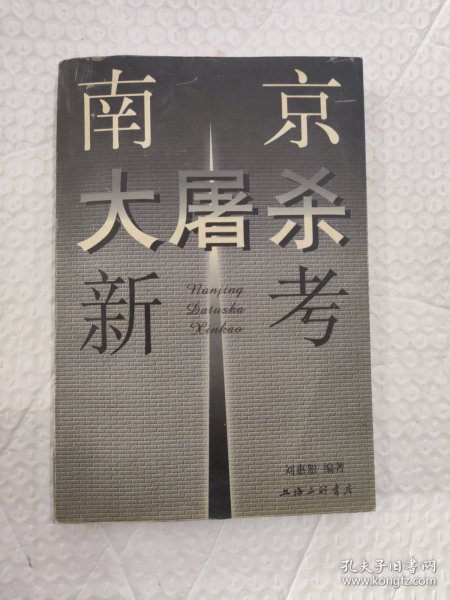 南京
大屠杀
新考
Nanjing
Datusha
Xinkao
刘惠恕 编著
上海三联书店
孔夫子旧书网
www.kongfz.com